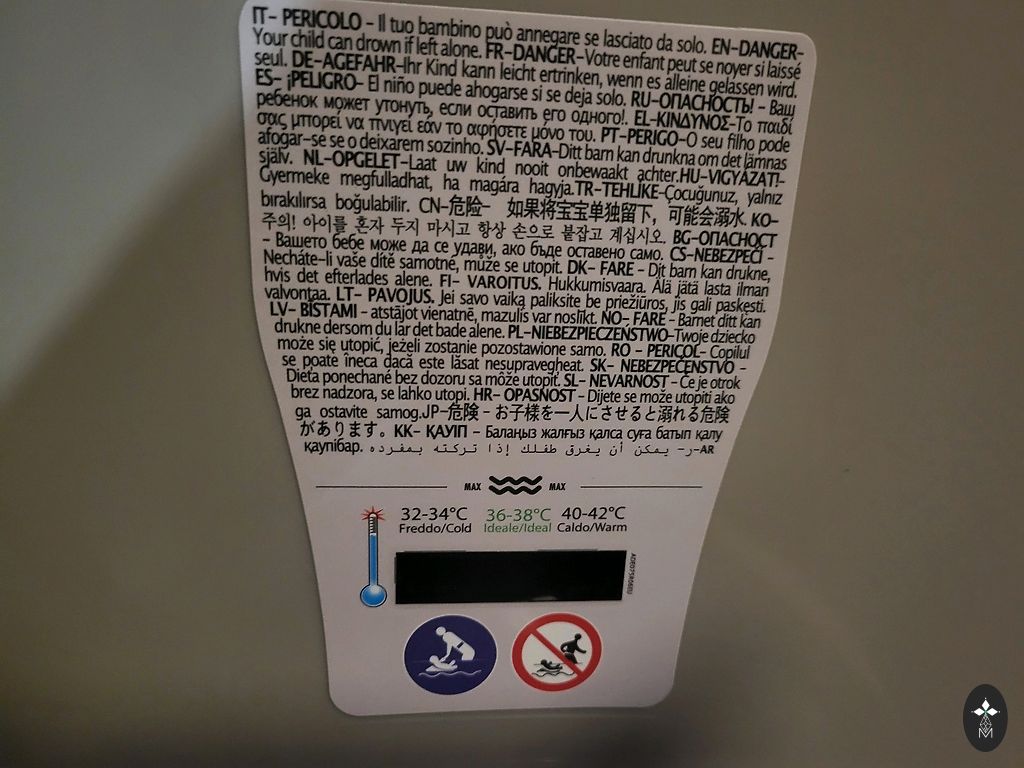 IT- PERICOLO - Il tuo bambino può annegare se lasciato da solo. EN-DANGER-
Your child can drown if left alone. FR-DANGER-Votre enfant peut se noyer si laissé
seul. DE-AGEFAHR-Ihr Kind kann leicht ertrinken, wenn es alleine gelassen wird.
ES- ¡PELIGRO- El niño puede ahogarse si se deja solo. RU-ОПАСНОСТЬ! - Ваш
ребенок может утонуть, если оставить его одного!. EL-ΚΙΝΔΥΝΟΣ-Το παιδί
σας μπορεί να πνιγεί εάν το αφήσετε μόνο του. PT-PERIGO-O seu filho pode
afogar-se se o deixarem sozinho. SV-FARA-Ditt barn kan drunkna om det lämnas
själv. NL-OPGELET-Laat uw kind nooit onbewaakt achter.HU-VIGYÁZAT!-
Gyermeke megfulladhat, ha magára hagyja.TR-TEHLİKE-Çocuğunuz, yalnız
bırakılırsa boğulabilir. CN-危险- 如果将宝宝单独留下，可能会溺水. KO-
주의! 아이를 혼자 두지 마시고 항상 손으로 붙잡고 계십시오. BG-ОПАСНОСТ
- Вашето бебе може да се удави, ако бъде оставено само. CS-NEBEZPEČÍ -
Necháte-li vaše dítě samotné, může se utopit. DK- FARE - Dit barn kan drukne,
hvis det efterlades alene. FI- VAROITUS. Hukkumisvaara. Älä jätä lasta ilman
valvontaa. LT- PAVOJUS. Jei savo vaiką paliksite be priežiūros, jis gali paskęsti.
LV- BĪSTAMI - atstājot vienatnē, mazulis var noslīkt. NO- FARE - Barnet ditt kan
drukne dersom du lar det bade alene. PL-NIEBEZPIECZEŃSTWO-Twoje dziecko
może się utopić, jeżeli zostanie pozostawione samo. RO - PERICOL- Copilul
se poate îneca dacă este lăsat nesupravegheat. SK- NEBEZPEČENSTVO -
Dieťa ponechané bez dozoru sa môže utopiť. SL- NEVARNOST - Če je otrok
brez nadzora, se lahko utopi. HR- OPASNOST - Dijete se može utopiti ako
ga ostavite samog.JP-危険 - お子様を一人にさせると溺れる危険
があります。KK- ҚАУІП - Балаңыз жалғыз қалса суға батып қалу
қаупібар. AR-ر- يمكن أن يغرق طفلك إذا تركته بمفرده
MAX MAX
32-34°C 36-38°C 40-42°C
Freddo/Cold Ideale/Ideal Caldo/Warm
M